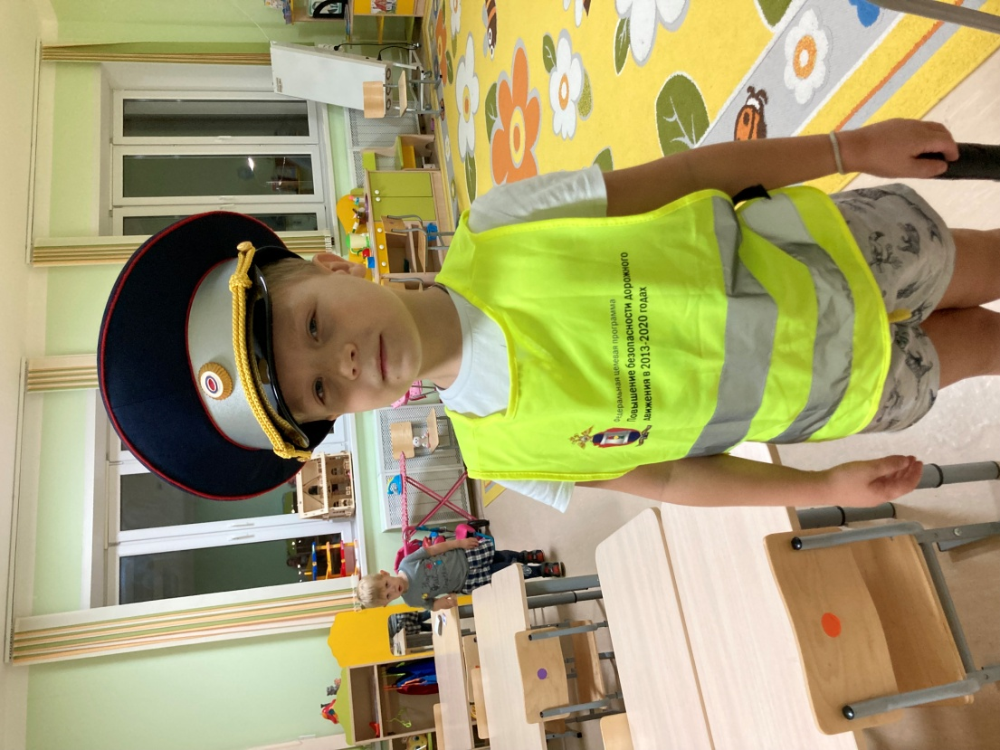 Федеральная целевая программа
Повышение безопасности дорожного
движения в 2013-2020 годах